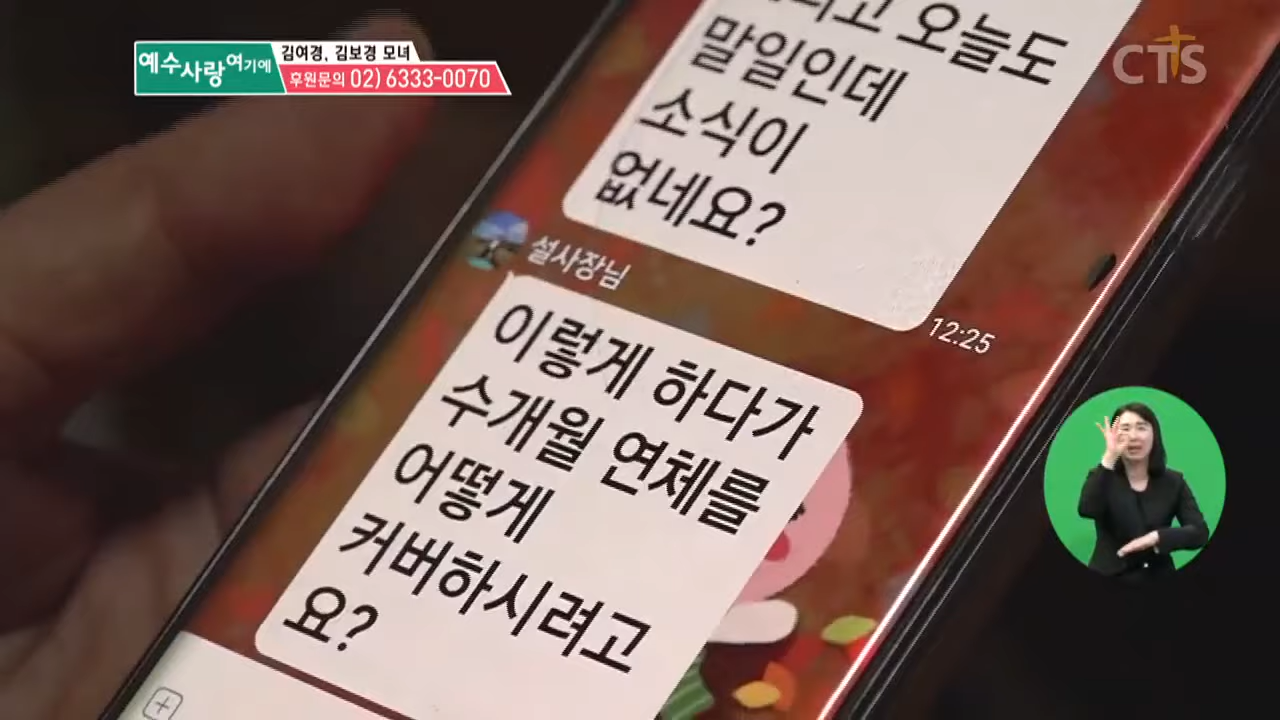 예수사랑여기에
김여경, 김보경 모녀
후원문의 02) 6333-0070
CTS
오늘도
말일인데
소식이
없네요?
12:25
설사장님
이렇게 하다가
수개월 연체를
어떻게
커버하시려고
요?